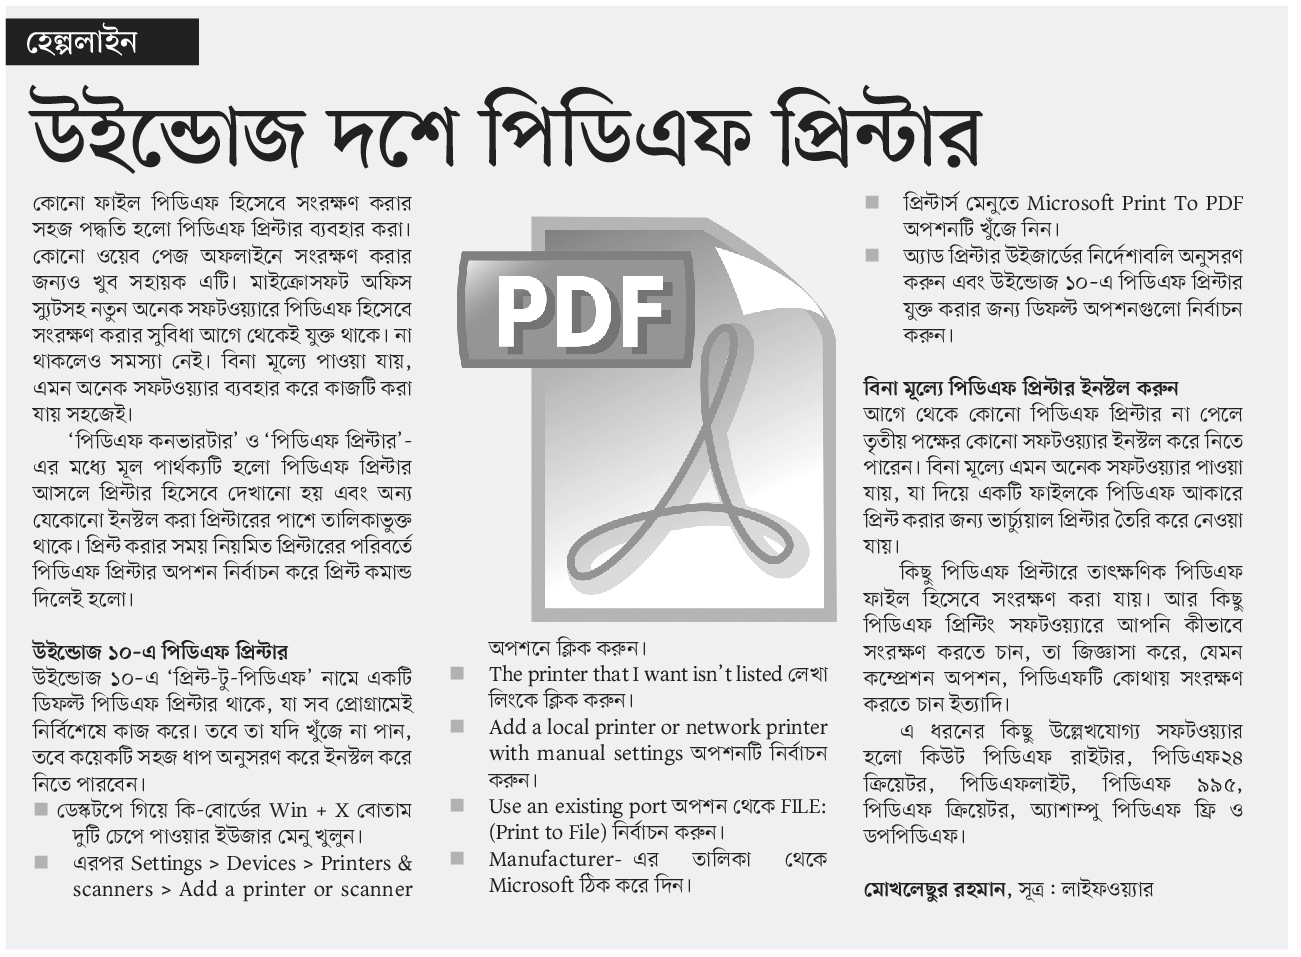 হেল্পলাইন
উইন্ডোজ দশে পিডিএফ প্রিন্টার
কোনো ফাইল পিডিএফ হিসেবে সংরক্ষণ করার
সহজ পদ্ধতি হলো পিডিএফ প্রিন্টার ব্যবহার করা।
কোনো ওয়েব পেজ অফলাইনে সংরক্ষণ করার
জন্যও খুব সহায়ক এটি। মাইক্রোসফট অফিস
স্যুটসহ নতুন অনেক সফটওয়্যারে পিডিএফ হিসেবে
সংরক্ষণ করার সুবিধা আগে থেকেই যুক্ত থাকে। না
থাকলেও সমস্যা নেই। বিনা মূল্যে পাওয়া যায়,
এমন অনেক সফটওয়্যার ব্যবহার করে কাজটি করা
যায় সহজেই।
‘পিডিএফ কনভারটার’ ও ‘পিডিএফ প্রিন্টার’-
এর মধ্যে মূল পার্থক্যটি হলো পিডিএফ প্রিন্টার
আসলে প্রিন্টার হিসেবে দেখানো হয় এবং অন্য
যেকোনো ইনস্টল করা প্রিন্টারের পাশে তালিকাভুক্ত
থাকে। প্রিন্ট করার সময় নিয়মিত প্রিন্টারের পরিবর্তে
পিডিএফ প্রিন্টার অপশন নির্বাচন করে প্রিন্ট কমান্ড
দিলেই হলো।
উইন্ডোজ ১০-এ পিডিএফ প্রিন্টার
উইন্ডোজ ১০-এ ‘প্রিন্ট-টু-পিডিএফ’ নামে একটি
ডিফল্ট পিডিএফ প্রিন্টার থাকে, যা সব প্রোগ্রামেই
নির্বিশেষে কাজ করে। তবে তা যদি খুঁজে না পান,
তবে কয়েকটি সহজ ধাপ অনুসরণ করে ইনস্টল করে
নিতে পারবেন।
■ ডেস্কটপে গিয়ে কি-বোর্ডের Win + X বোতাম
দুটি চেপে পাওয়ার ইউজার মেনু খুলুন।
■ এরপর Settings > Devices > Printers &
scanners > Add a printer or scanner
PDF
অপশনে ক্লিক করুন।
■ The printer that I want isn’t listed লেখা
লিংকে ক্লিক করুন।
■ Add a local printer or network printer
with manual settings অপশনটি নির্বাচন
করুন।
■ Use an existing port অপশন থেকে FILE:
(Print to File) নির্বাচন করুন।
■ Manufacturer- এর তালিকা থেকে
Microsoft ঠিক করে দিন।
■ প্রিন্টার্স মেনুতে Microsoft Print To PDF
অপশনটি খুঁজে নিন।
■ অ্যাড প্রিন্টার উইজার্ডের নির্দেশাবলি অনুসরণ
করুন এবং উইন্ডোজ ১০-এ পিডিএফ প্রিন্টার
যুক্ত করার জন্য ডিফল্ট অপশনগুলো নির্বাচন
করুন।
বিনা মূল্যে পিডিএফ প্রিন্টার ইনস্টল করুন
আগে থেকে কোনো পিডিএফ প্রিন্টার না পেলে
তৃতীয় পক্ষের কোনো সফটওয়্যার ইনস্টল করে নিতে
পারেন। বিনা মূল্যে এমন অনেক সফটওয়্যার পাওয়া
যায়, যা দিয়ে একটি ফাইলকে পিডিএফ আকারে
প্রিন্ট করার জন্য ভার্চ্যুয়াল প্রিন্টার তৈরি করে নেওয়া
যায়।
কিছু পিডিএফ প্রিন্টারে তাৎক্ষণিক পিডিএফ
ফাইল হিসেবে সংরক্ষণ করা যায়। আর কিছু
পিডিএফ প্রিন্টিং সফটওয়্যারে আপনি কীভাবে
সংরক্ষণ করতে চান, তা জিজ্ঞাসা করে, যেমন
কম্প্রেশন অপশন, পিডিএফটি কোথায় সংরক্ষণ
করতে চান ইত্যাদি।
এ ধরনের কিছু উল্লেখযোগ্য সফটওয়্যার
হলো কিউট পিডিএফ রাইটার, পিডিএফ২৪
ক্রিয়েটর, পিডিএফলাইট, পিডিএফ ৯৯৫,
পিডিএফ ক্রিয়েটর, অ্যাশাম্পু পিডিএফ ফ্রি ও
ডপপিডিএফ।
মোখলেছুর রহমান, সূত্র : লাইফওয়্যার